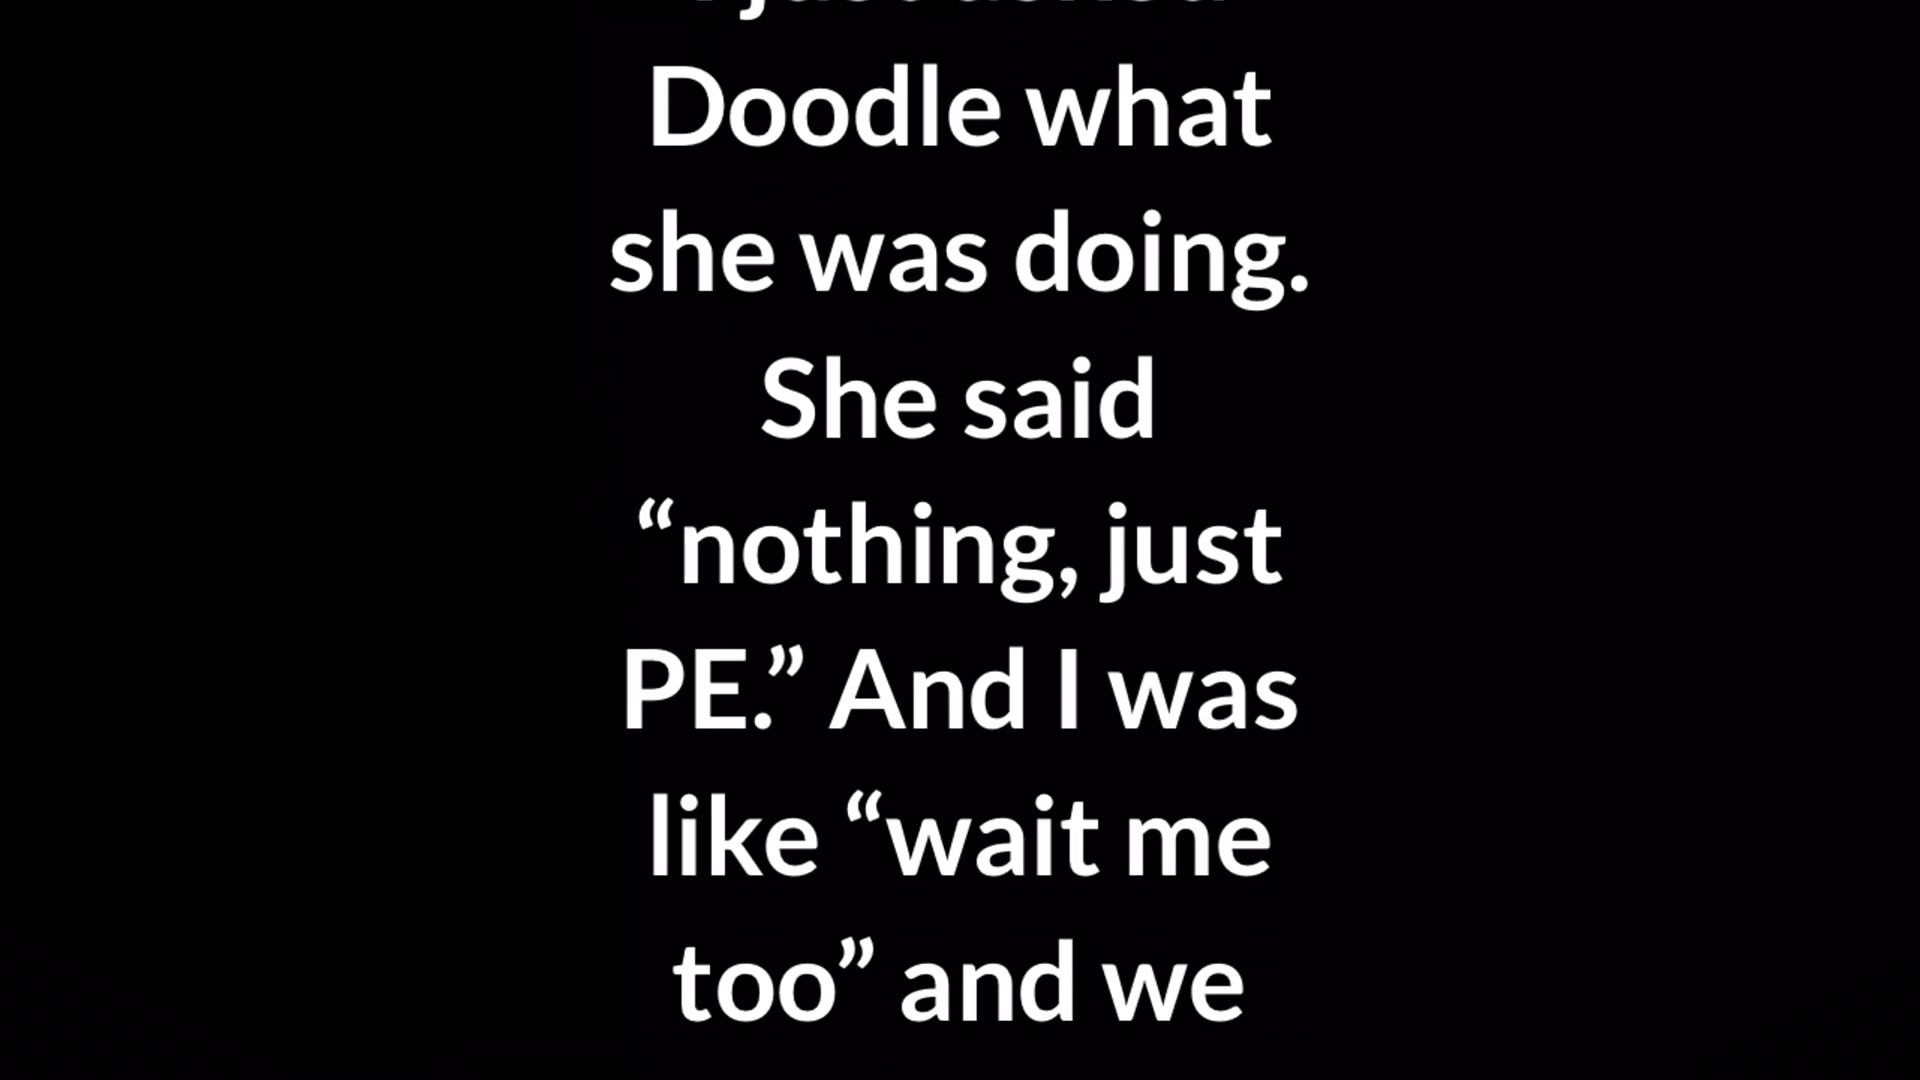 Doodle what
she was doing.
She said
“nothing, just
PE.” And I was
like “wait me
too” and we